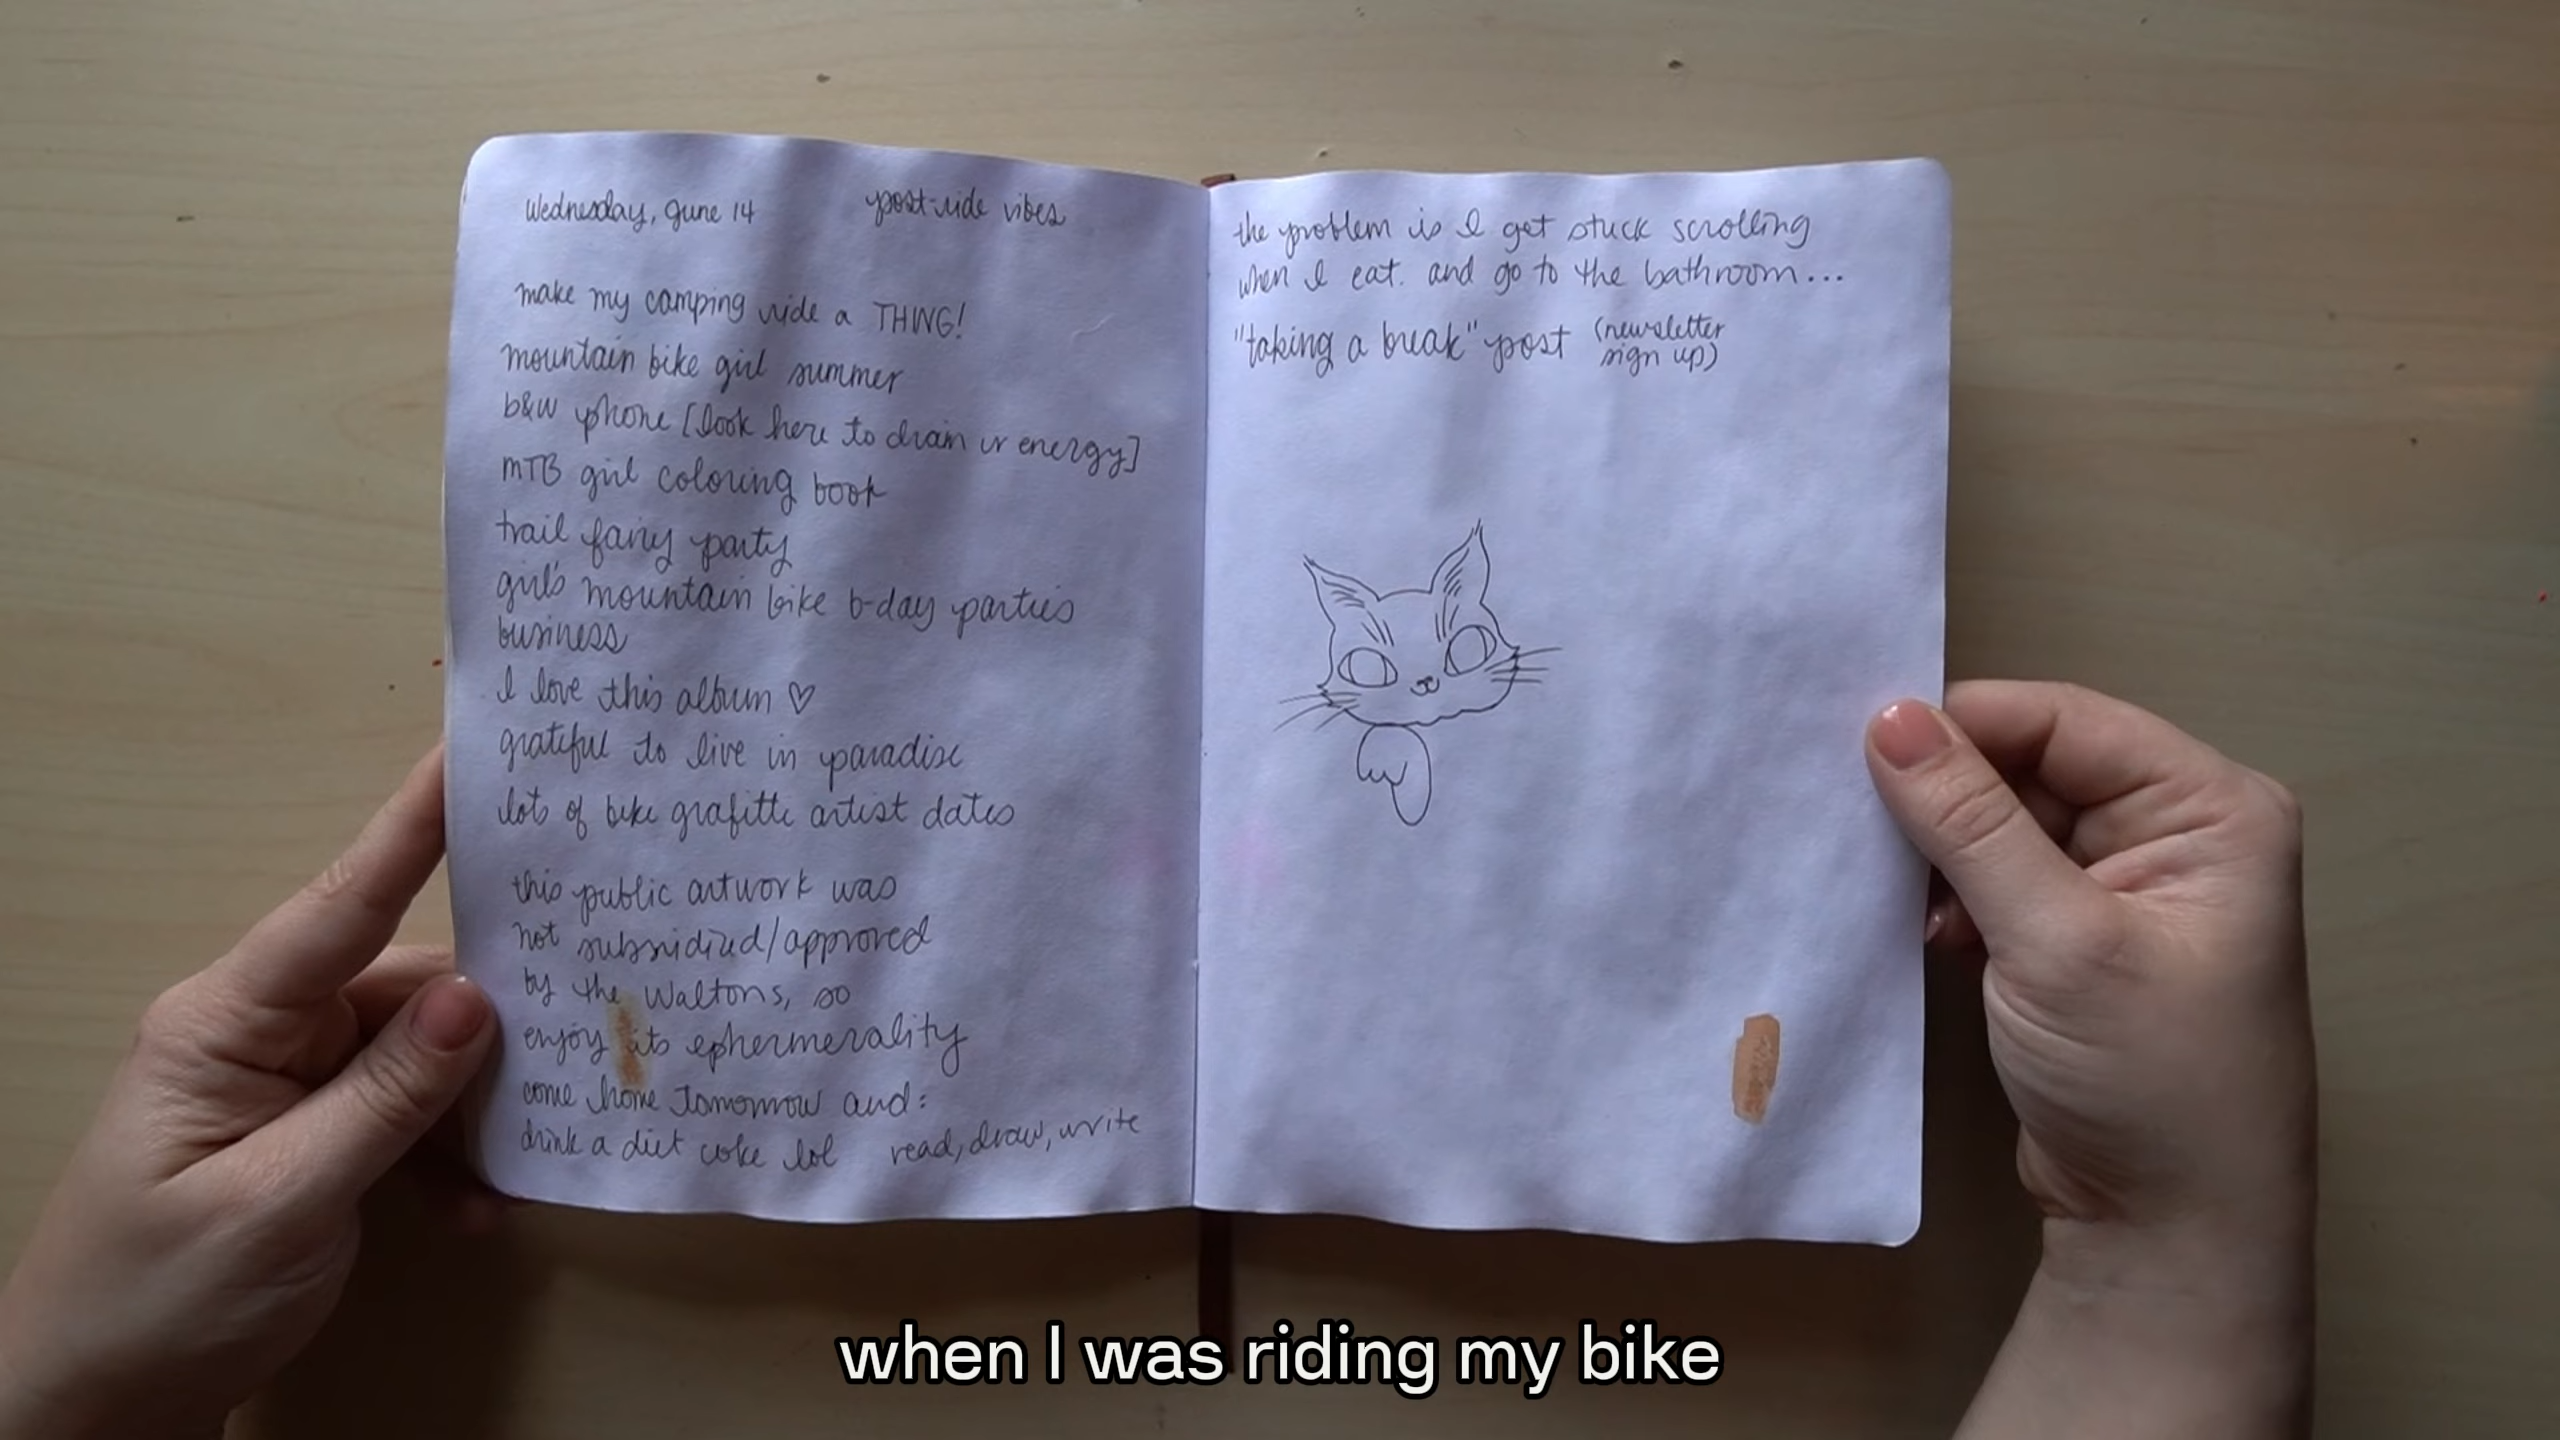 Wednesday, June 14 post-ride vibes
make my camping ride a THING!
mountain bike girl summer
b&w phone [look here to drain ur energy]
MTB girl coloring book
trail fairy party
girls mountain bike b-day parties
business
I love this album ♡
grateful to live in paradise
lots of bike grafitti artist dates
this public artwork was
not subsidized/approved
by the Waltons, so
enjoy its ephermerality
come home tomorrow and:
drink a diet coke lol read, draw, write
the problem is I get stuck scrolling
when I eat. and go to the bathroom...
"taking a break" post (newsletter
sign up)
when I was riding my bike